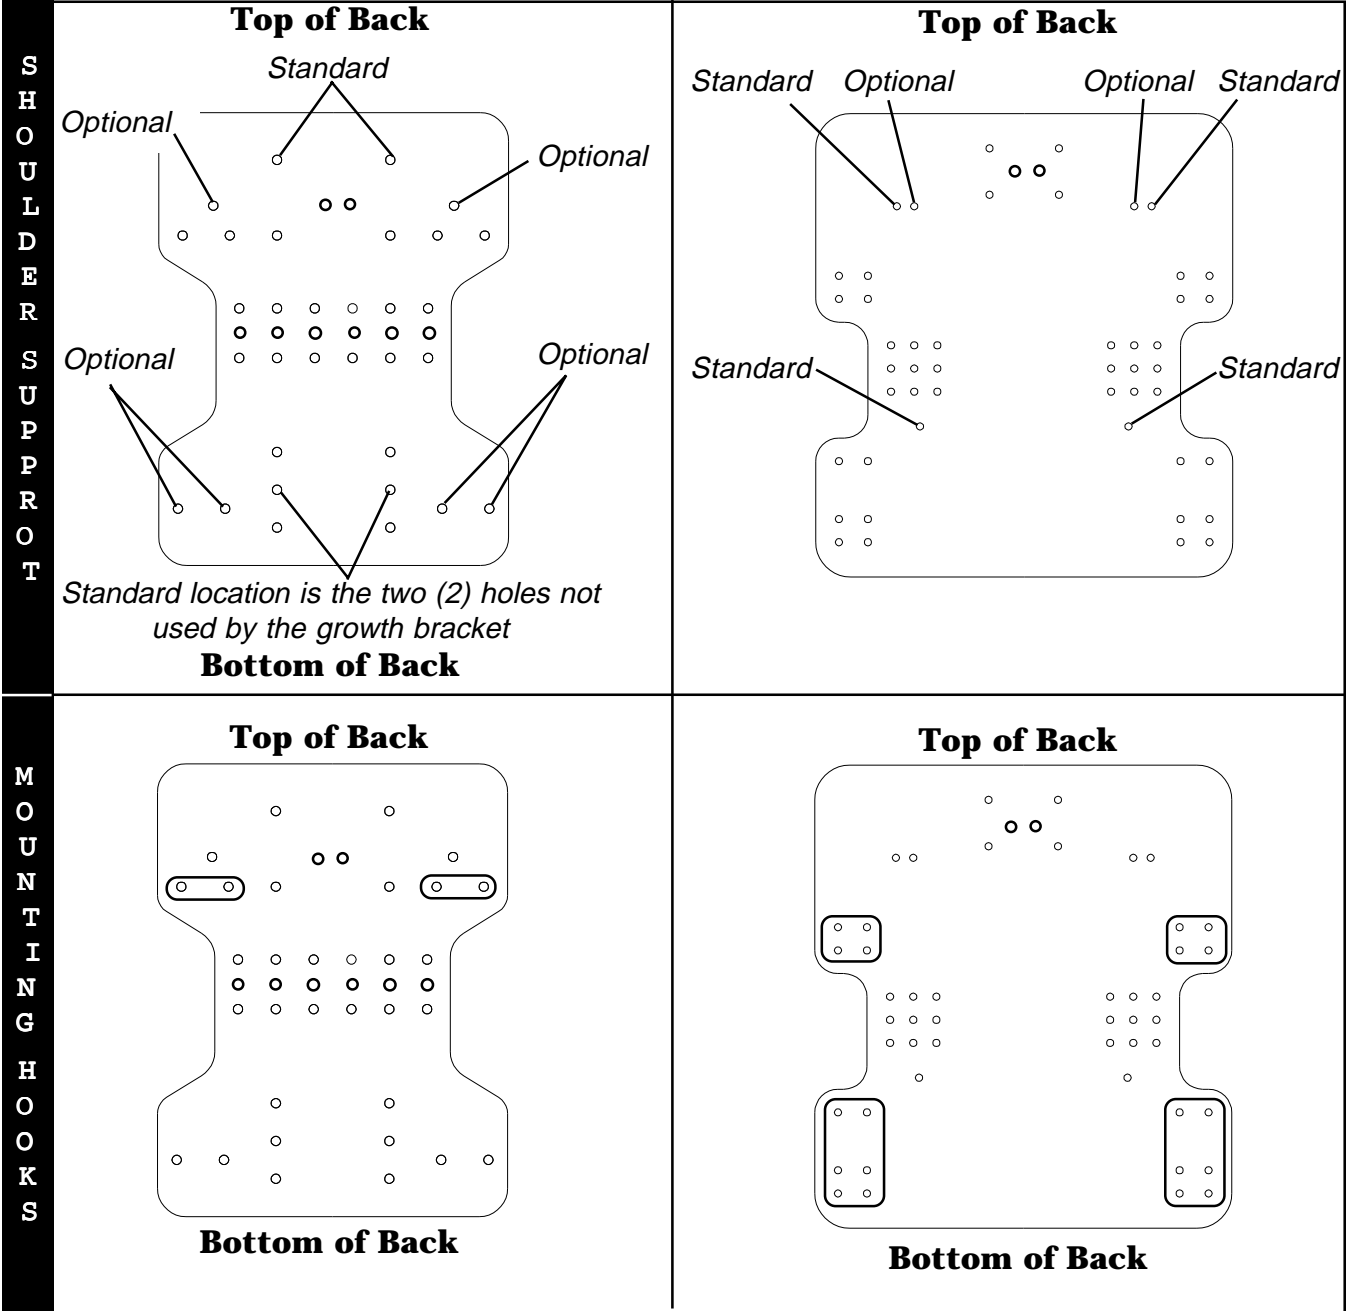 SHOULDER SUPPROT
Top of Back
Standard
Optional
Optional
Optional
Optional
Standard location is the two (2) holes not
used by the growth bracket
Bottom of Back
Top of Back
Standard Optional Optional Standard
Standard Standard
MOUNTING HOOKS
Top of Back
Bottom of Back
Top of Back
Bottom of Back